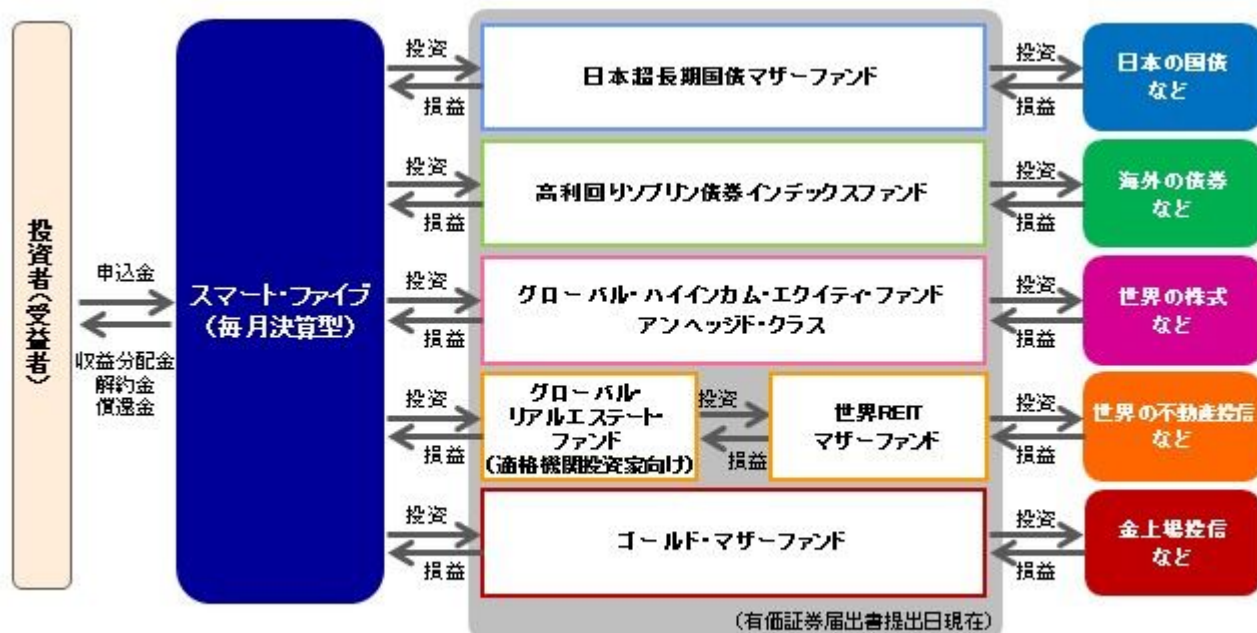 投資者（受益者）
申込金
収益分配金
解約金
償還金
スマート・ファイブ
（毎月決算型）
投資
損益
日本超長期国債マザーファンド
投資
損益
日本の国債
など
投資
損益
高利回りソブリン債券インデックスファンド
投資
損益
海外の債券
など
投資
損益
グローバル・ハイインカム・エクイティ・ファンド
アンヘッジド・クラス
投資
損益
世界の株式
など
投資
損益
グローバル・
リアルエステート・
ファンド
（適格機関投資家向け）
投資
損益
世界REIT
マザーファンド
投資
損益
世界の不動産投信
など
投資
損益
ゴールド・マザーファンド
投資
損益
金上場投信
など
（有価証券届出書提出日現在）